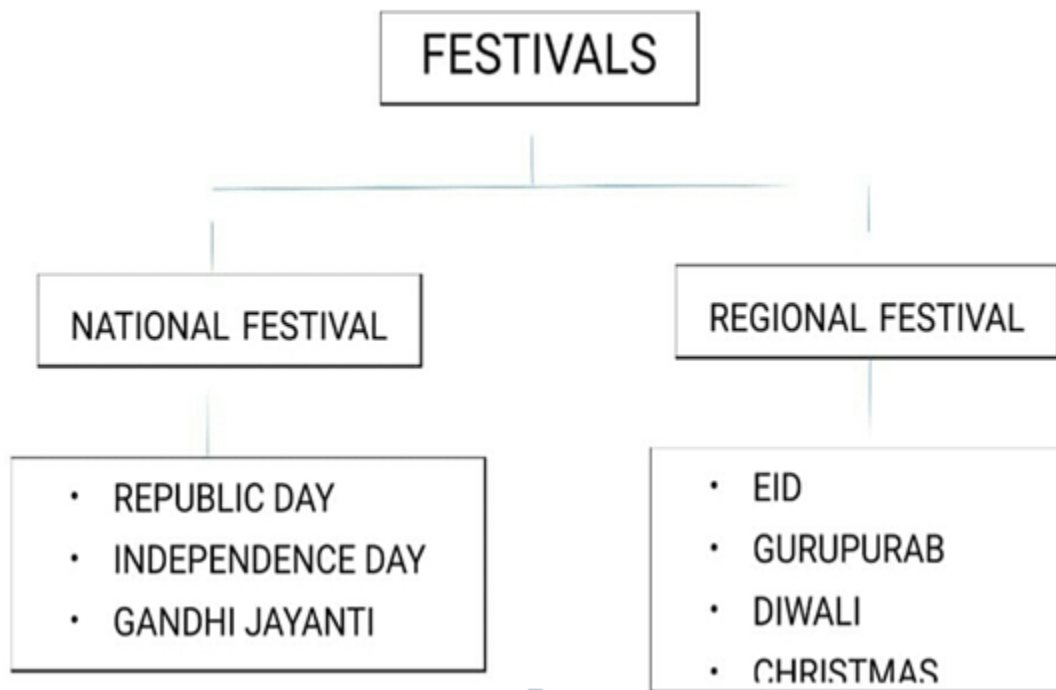 FESTIVALS
NATIONAL FESTIVAL
REGIONAL FESTIVAL
• REPUBLIC DAY
• INDEPENDENCE DAY
• GANDHI JAYANTI
• EID
• GURUPURAB
• DIWALI
• CHRISTMAS